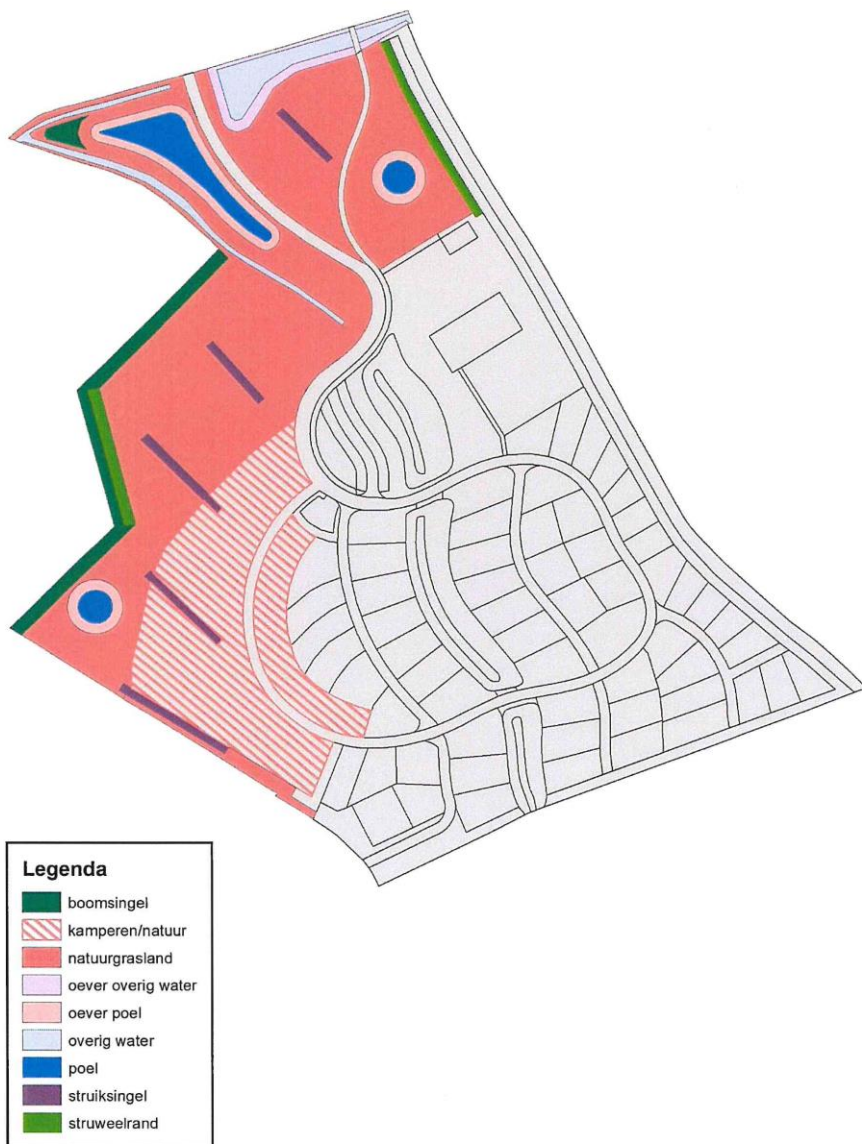 Legenda
boomsingel
kamperen/natuur
natuurgrasland
oever overig water
oever poel
overig water
poel
struiksingel
struweelrand